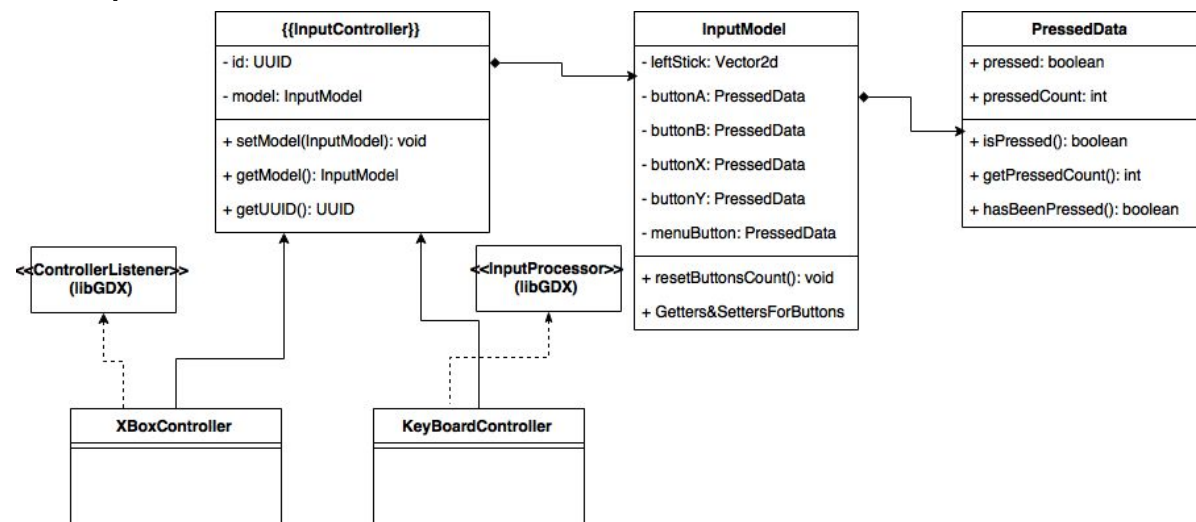 {{InputController}}
- id: UUID
- model: InputModel
+ setModel(InputModel): void
+ getModel(): InputModel
+ getUUID(): UUID
InputModel
- leftStick: Vector2d
- buttonA: PressedData
- buttonB: PressedData
- buttonX: PressedData
- buttonY: PressedData
- menuButton: PressedData
+ resetButtonsCount(): void
+ Getters&SettersForButtons
PressedData
+ pressed: boolean
+ pressedCount: int
+ isPressed(): boolean
+ getPressedCount(): int
+ hasBeenPressed(): boolean
<<ControllerListener>>
(libGDX)
<<InputProcessor>>
(libGDX)
XBoxController
KeyBoardController